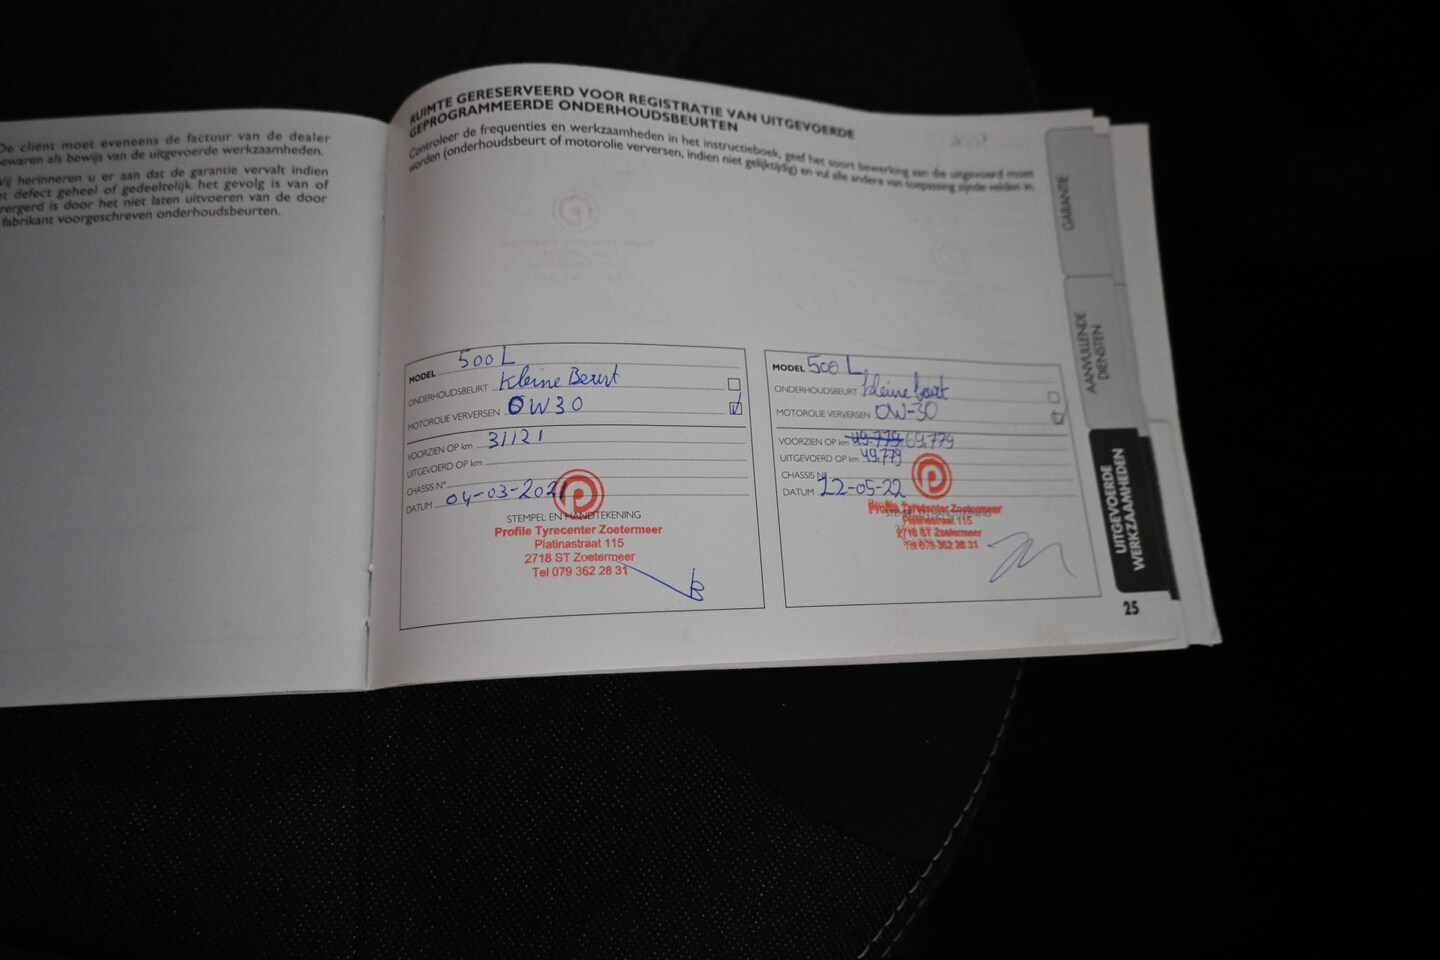 De cliënt moet eveneens de factuur van de dealer
bewaren als bewijs van de uitgevoerde werkzaamheden.
Wij herinneren u er aan dat de garantie vervalt indien
et defect geheel of gedeeltelijk het gevolg is van of
verergerd is door het niet laten uitvoeren van de door
fabrikant voorgeschreven onderhoudsbeurten.
RUIMTE GERESERVEERD VOOR REGISTRATIE VAN UITGEVOERDE
GEPROGRAMMEERDE ONDERHOUDSBEURTEN
Controleer de frequenties en werkzaamheden in het instructieboek, geef het soort bewerking aan die uitgevoerd moet
worden (onderhoudsbeurt of motorolie verversen, indien niet gelijktijdig) en vul alle andere van toepassing zijnde velden in.
MODEL 500L
ONDERHOUDSBEURT Kleine Beurt
MOTOROLIE VERVERSEN 0W30
VOORZIEN OP km 31121
UITGEVOERD OP km
CHASSIS N°
DATUM 04-03-2021
STEMPEL EN HANDTEKENING
Profile Tyrecenter Zoetermeer
Platinastraat 115
2718 ST Zoetermeer
Tel 079 362 28 31
MODEL 500L
ONDERHOUDSBEURT kleine beurt
MOTOROLIE VERVERSEN 0W-30
VOORZIEN OP km 49.779 69.779
UITGEVOERD OP km 49.779
CHASSIS N
DATUM 12-05-22
Profile Tyrecenter Zoetermeer
Platinastraat 115
2718 ST Zoetermeer
Tel 079 362 28 31
GARANTIE
AANVULLENDE
DIENSTEN
UITGEVOERDE
WERKZAAMHEDEN
25